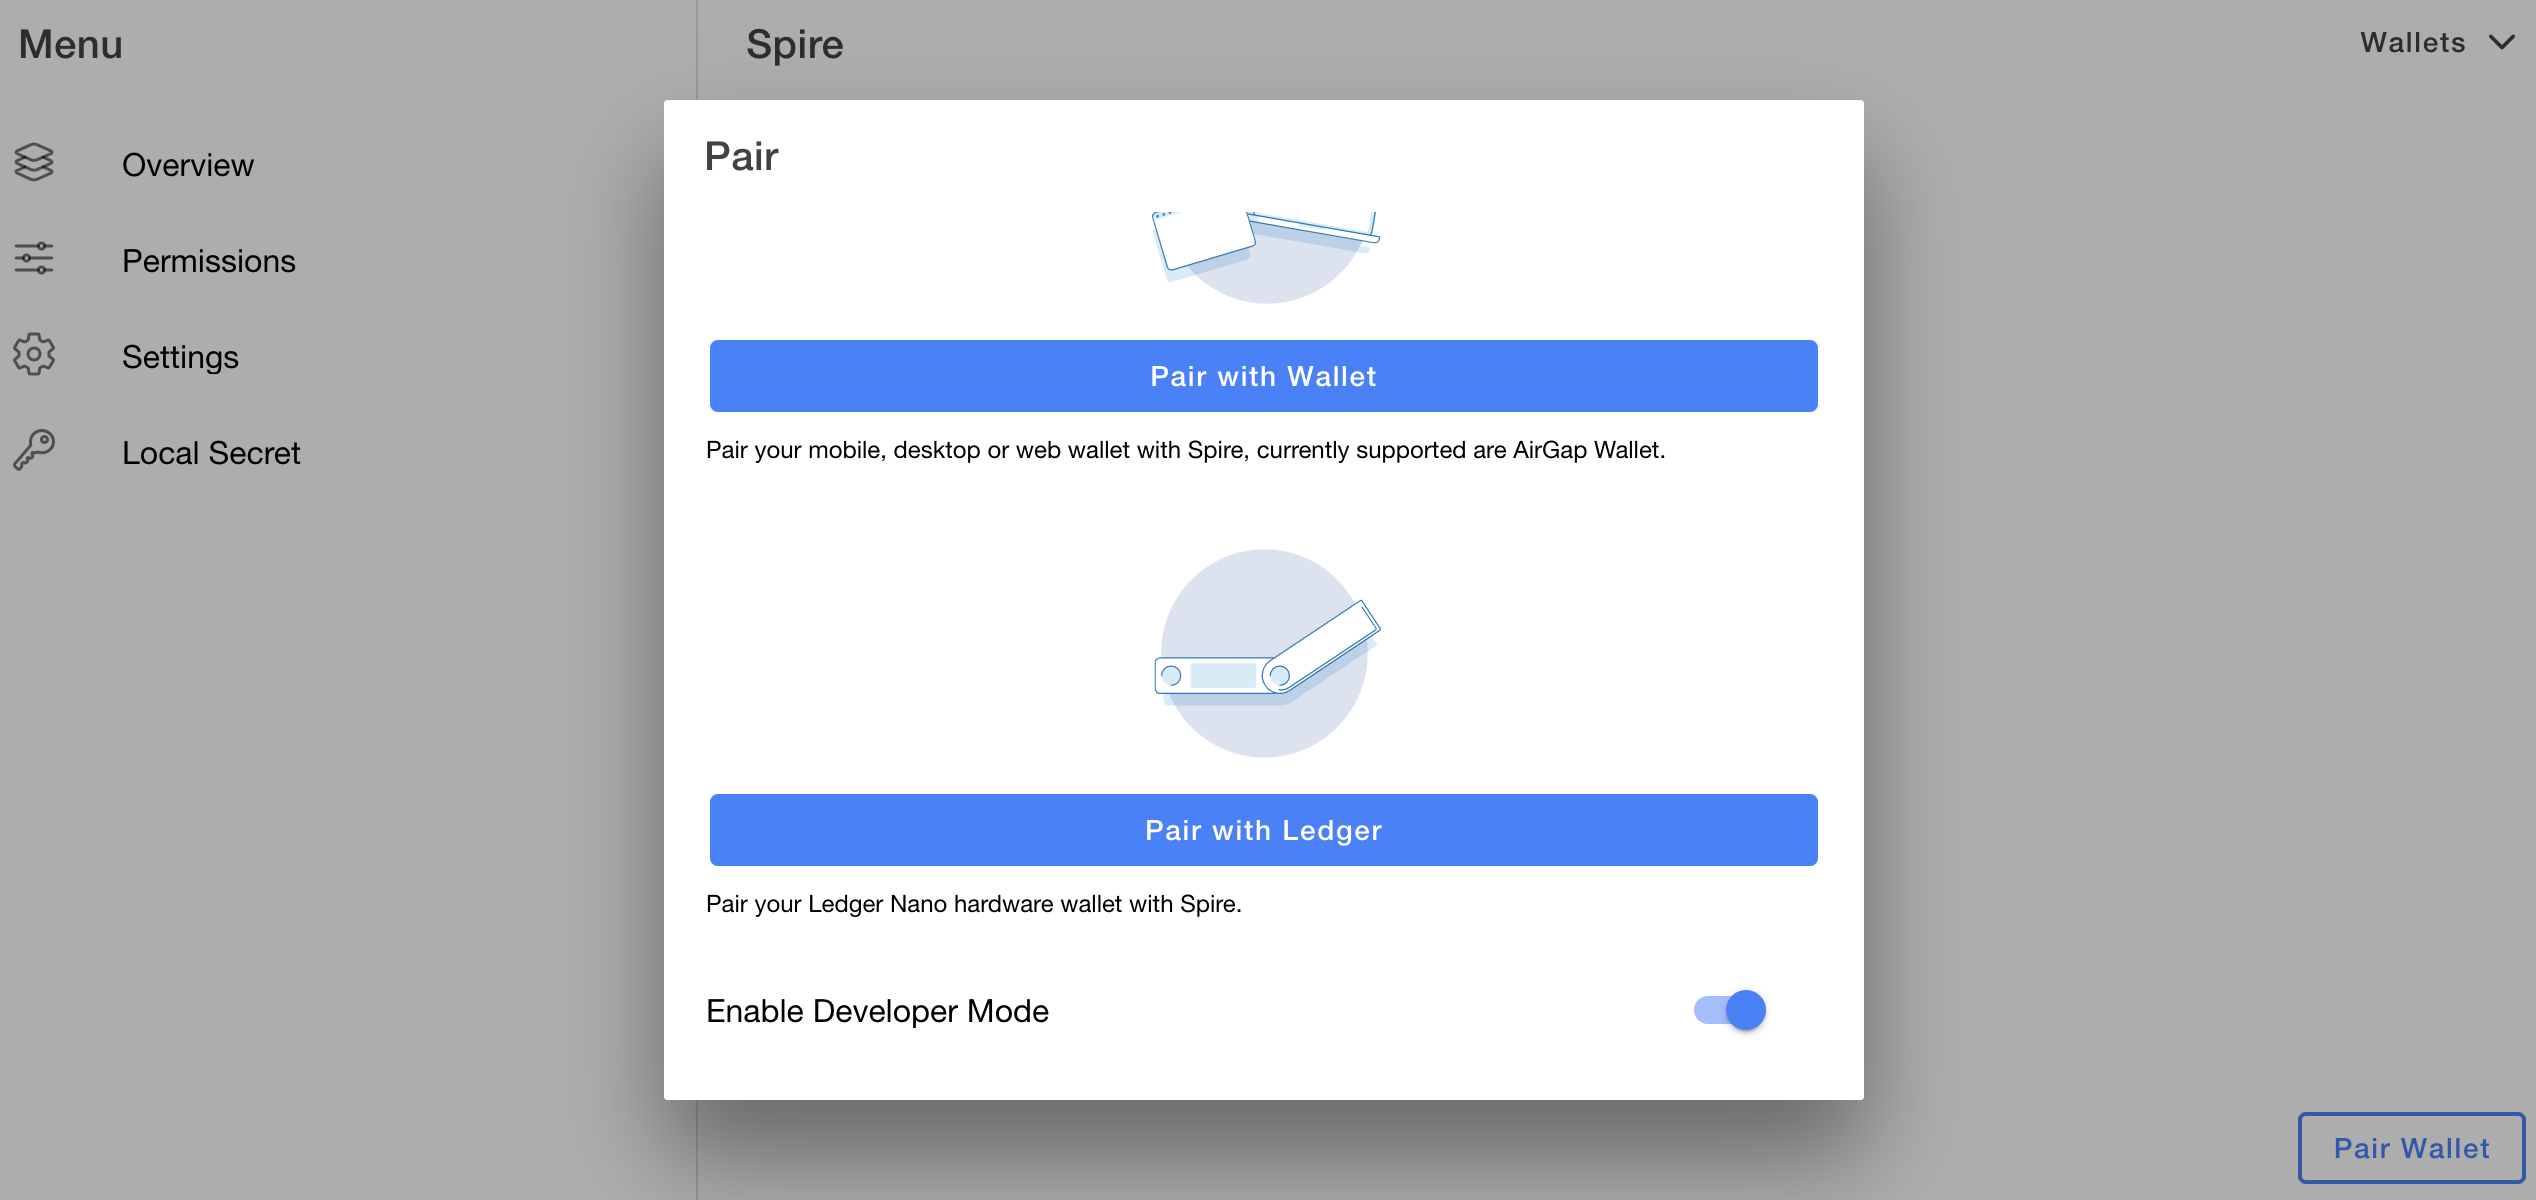 Menu
Spire
Wallets
Overview
Permissions
Settings
Local Secret
Pair
Pair with Wallet
Pair your mobile, desktop or web wallet with Spire, currently supported are AirGap Wallet.
Pair with Ledger
Pair your Ledger Nano hardware wallet with Spire.
Enable Developer Mode
Pair Wallet